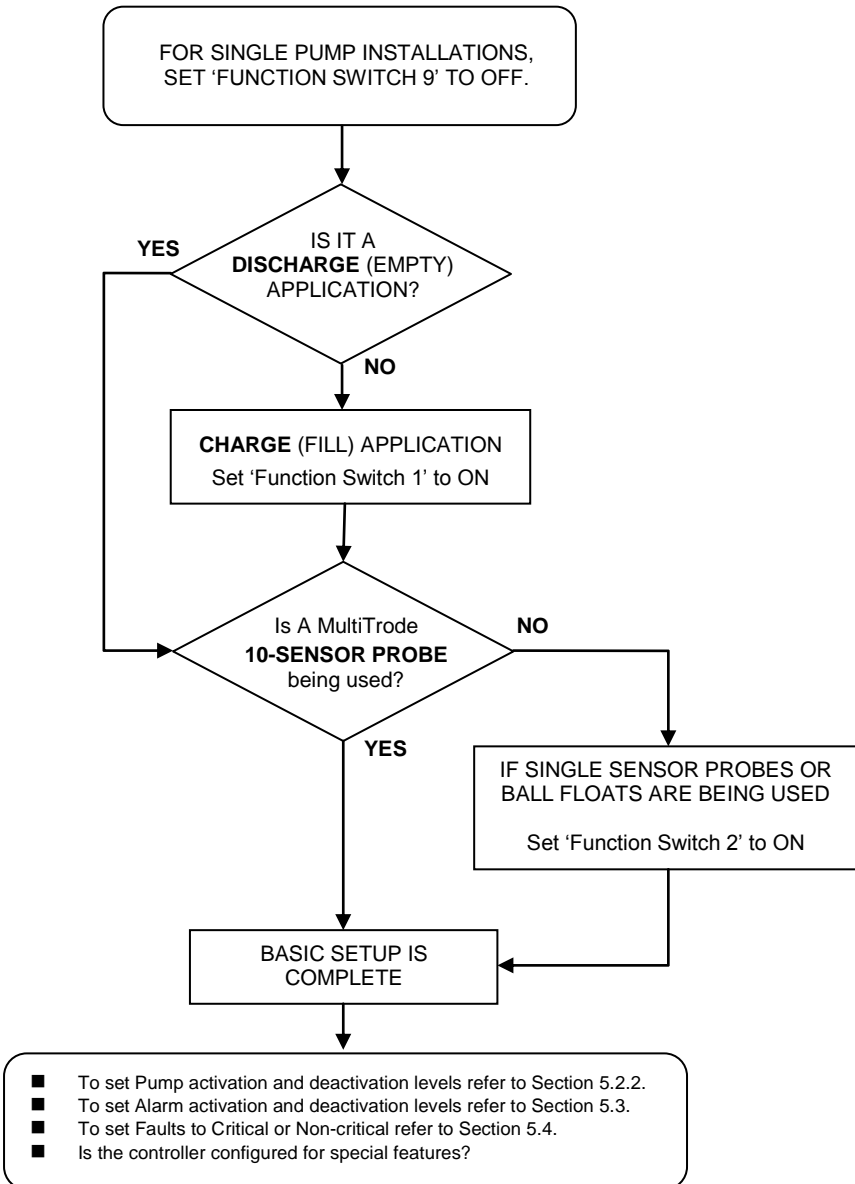 FOR SINGLE PUMP INSTALLATIONS,
SET ‘FUNCTION SWITCH 9’ TO OFF.
YES
IS IT A
DISCHARGE (EMPTY)
APPLICATION?
NO
CHARGE (FILL) APPLICATION
Set ‘Function Switch 1’ to ON
Is A MultiTrode
10-SENSOR PROBE
being used?
NO
YES
IF SINGLE SENSOR PROBES OR
BALL FLOATS ARE BEING USED
Set ‘Function Switch 2’ to ON
BASIC SETUP IS
COMPLETE
■ To set Pump activation and deactivation levels refer to Section 5.2.2.
■ To set Alarm activation and deactivation levels refer to Section 5.3.
■ To set Faults to Critical or Non-critical refer to Section 5.4.
■ Is the controller configured for special features?